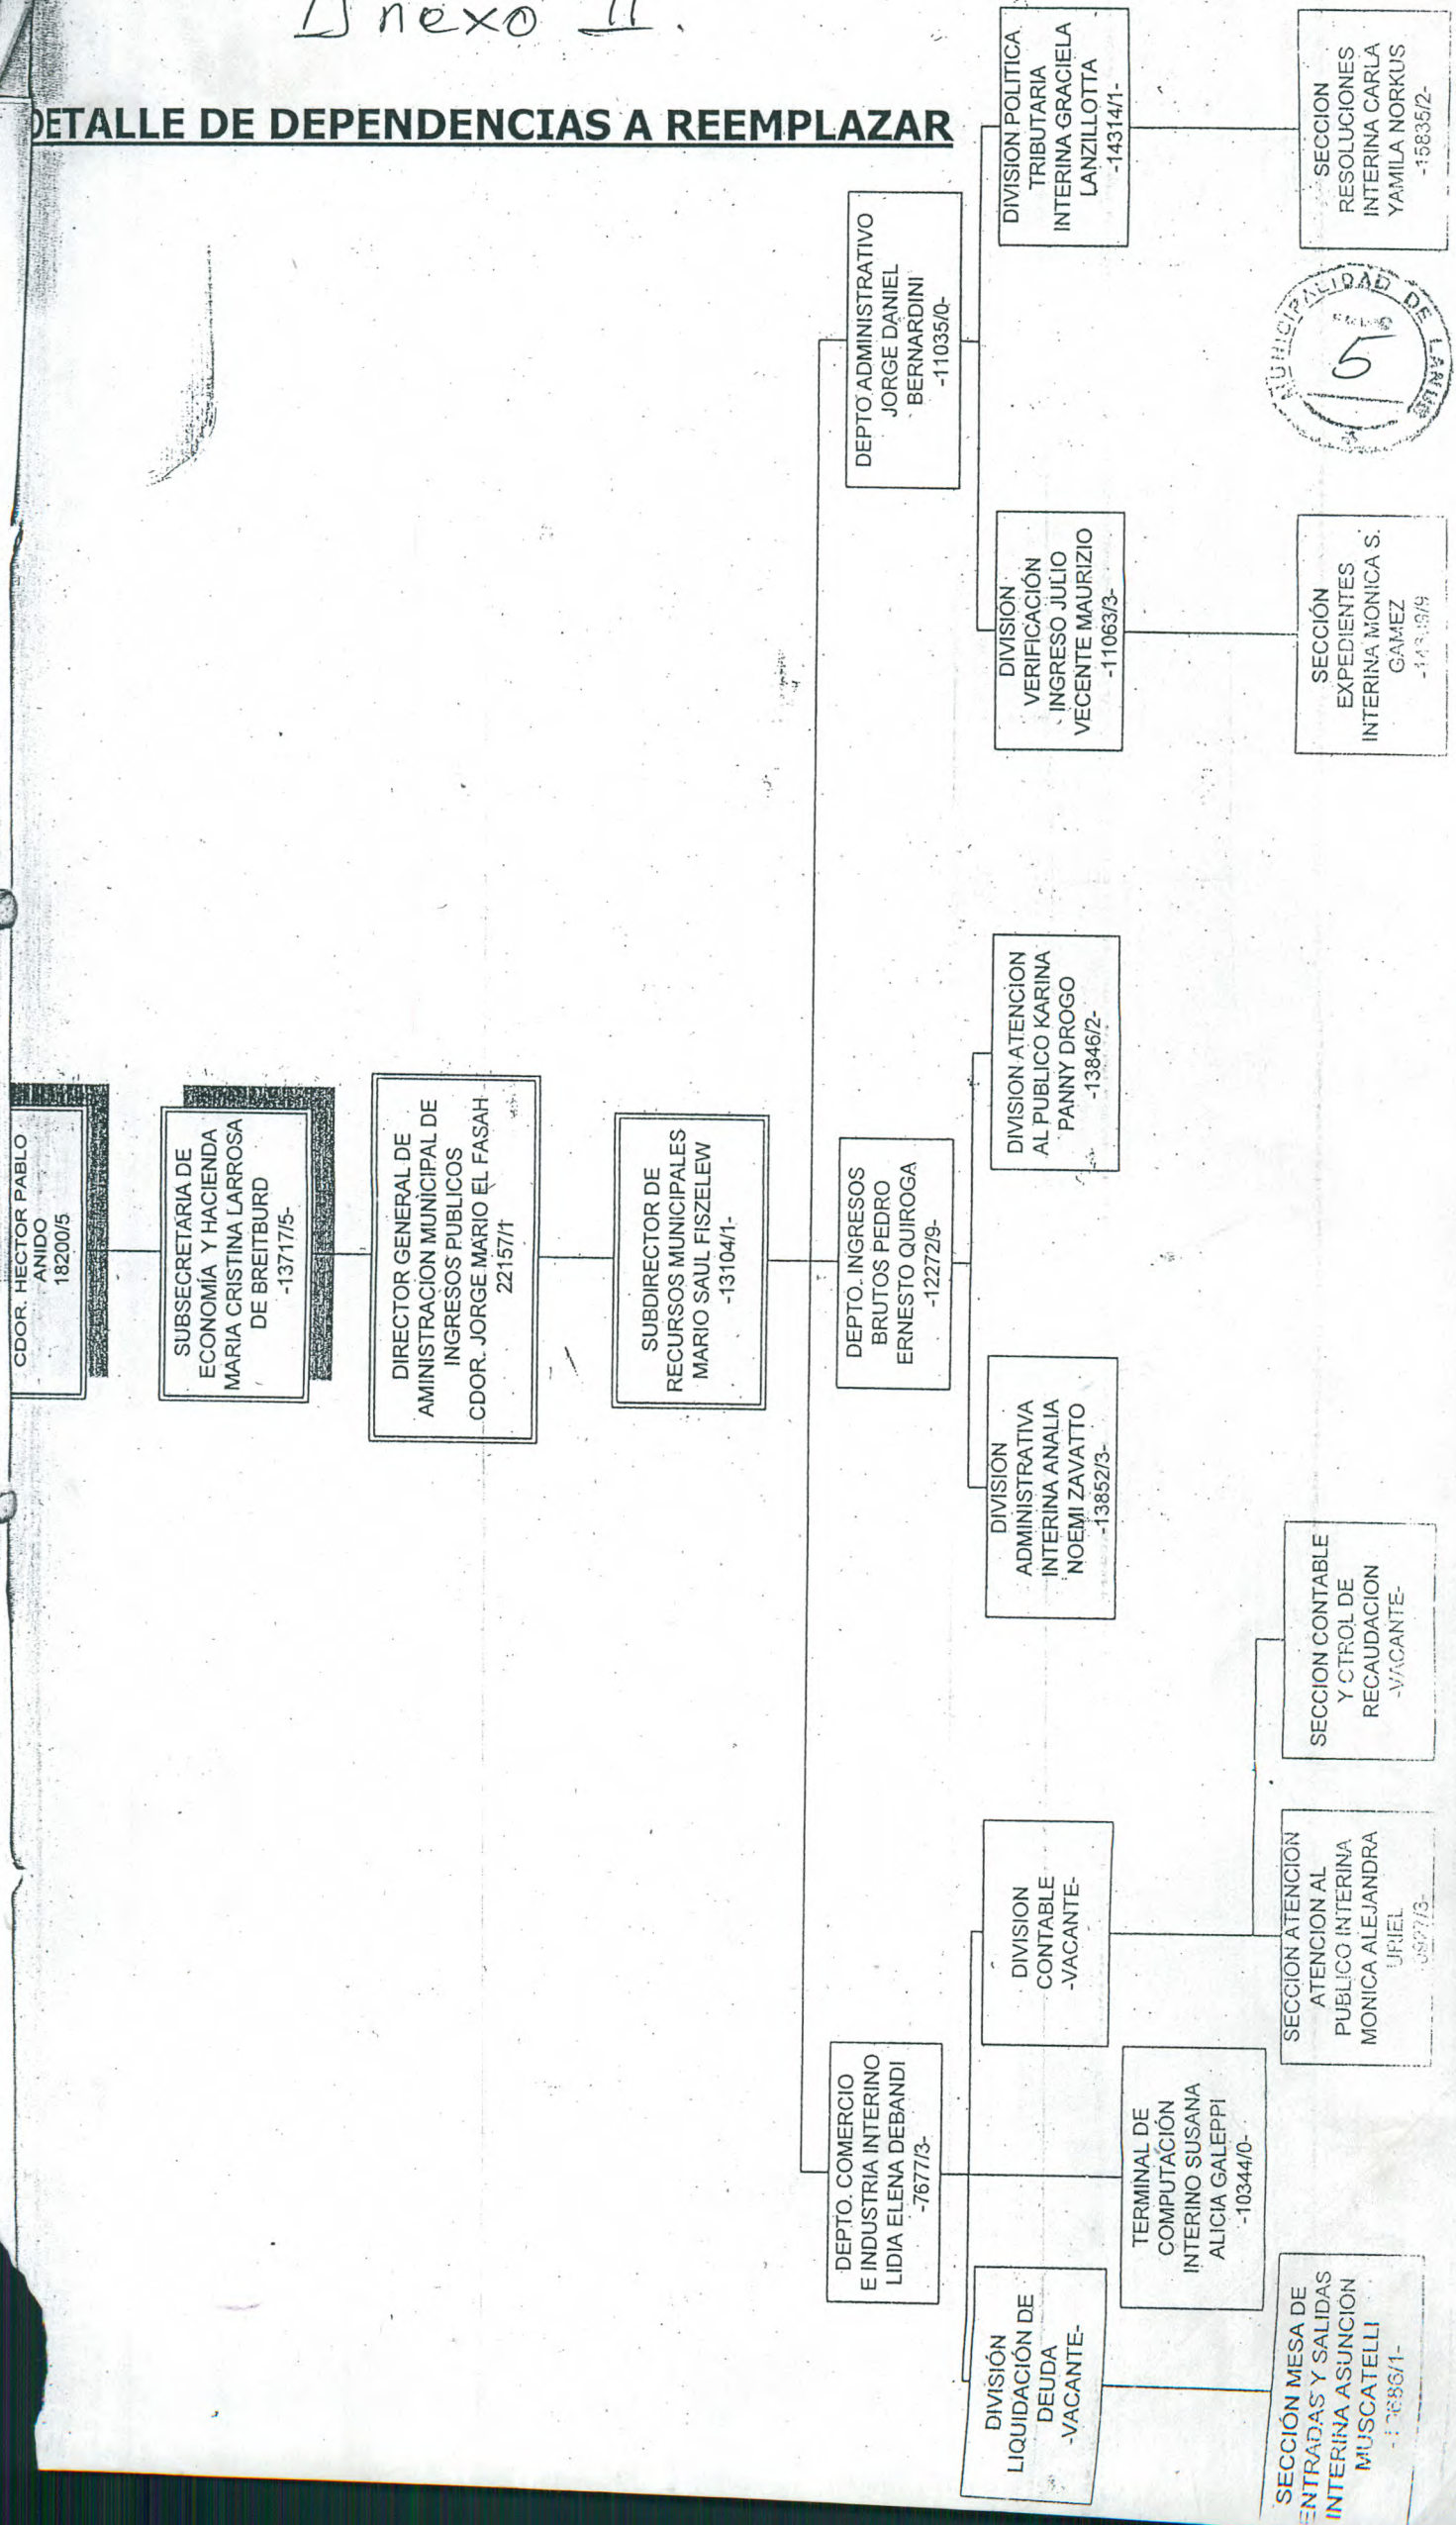 Anexo II.
DETALLE DE DEPENDENCIAS A REEMPLAZAR
CDOR. HECTOR PABLO
ANIDO
18200/5
SUBSECRETARIA DE
ECONOMÍA Y HACIENDA
MARIA CRISTINA LARROSA
DE BREITBURD
-13717/5-
DIRECTOR GENERAL DE
AMINISTRACION MUNICIPAL DE
INGRESOS PUBLICOS
CDOR. JORGE MARIO EL FASAH
22157/1
SUBDIRECTOR DE
RECURSOS MUNICIPALES
MARIO SAUL FISZELEW
-13104/1-
DEPTO. COMERCIO
E INDUSTRIA INTERINO
LIDIA ELENA DEBANDI
-7677/3-
DEPTO. INGRESOS
BRUTOS PEDRO
ERNESTO QUIROGA
-12272/9-
DEPTO ADMINISTRATIVO
JORGE DANIEL
BERNARDINI
-11035/0-
DIVISIÓN
LIQUIDACIÓN DE
DEUDA
-VACANTE-
DIVISION
CONTABLE
-VACANTE-
DIVISION
ADMINISTRATIVA
INTERINA ANALIA
NOEMI ZAVATTO
-13852/3-
DIVISION ATENCION
AL PUBLICO KARINA
PANNY DROGO
-13846/2-
DIVISION
VERIFICACIÓN
INGRESO JULIO
VECENTE MAURIZIO
-11063/3-
DIVISION POLITICA
TRIBUTARIA
INTERINA GRACIELA
LANZILLOTTA
-14314/1-
TERMINAL DE
COMPUTACIÓN
INTERINO SUSANA
ALICIA GALEPPI
-10344/0-
SECCIÓN MESA DE
ENTRADAS Y SALIDAS
INTERINA ASUNCIÓN
MUSCATELLI
SECCION ATENCIÓN
ATENCION AL
PUBLICO INTERINA
MONICA ALEJANDRA
URIEL
SECCION CONTABLE
Y CTROL DE
RECAUDACION
-VACANTE-
SECCIÓN
EXPEDIENTES
INTERINA MONICA S.
GAMEZ
SECCION
RESOLUCIONES
INTERINA CARLA
YAMILA NORKUS
-15835/2-
MUNICIPALIDAD DE LANUS
FOLIO
5